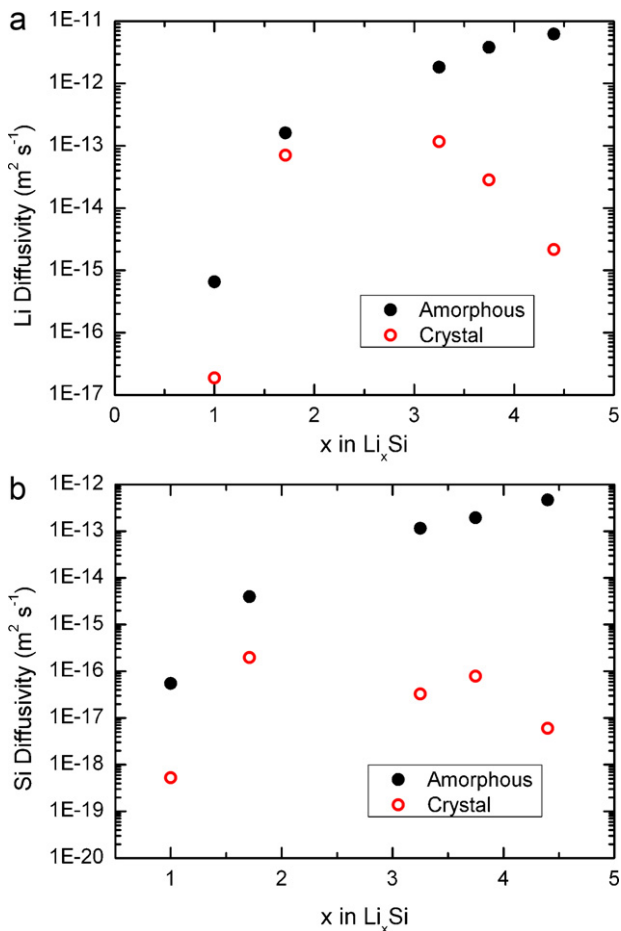 a
1E-11
1E-12
1E-13
1E-14
1E-15
1E-16
1E-17
Li Diffusivity (m² s⁻¹)
Amorphous
Crystal
0 1 2 3 4 5
x in LiₓSi
b
1E-12
1E-13
1E-14
1E-15
1E-16
1E-17
1E-18
1E-19
1E-20
Si Diffusivity (m² s⁻¹)
Amorphous
Crystal
1 2 3 4 5
x in LiₓSi